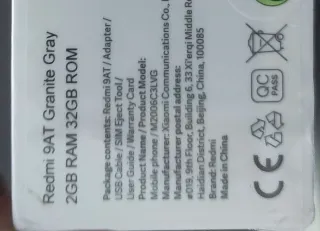 Redmi 9AT Granite Gray
2GB RAM 32GB ROM
Package contents: Redmi 9AT / Adapter /
USB Cable / SIM Eject Tool /
User Guide / Warranty Card
Product Name / Product Model:
Mobile phone / M2006C3LVG
Manufacturer: Xiaomi Communications Co.,
Manufacturer postal address:
#019, 9th Floor, Building 6, 33 Xi'erqi Middle
Haidian District, Beijing, China, 100085
Brand: Redmi
Made in China
CE
QC
PASS